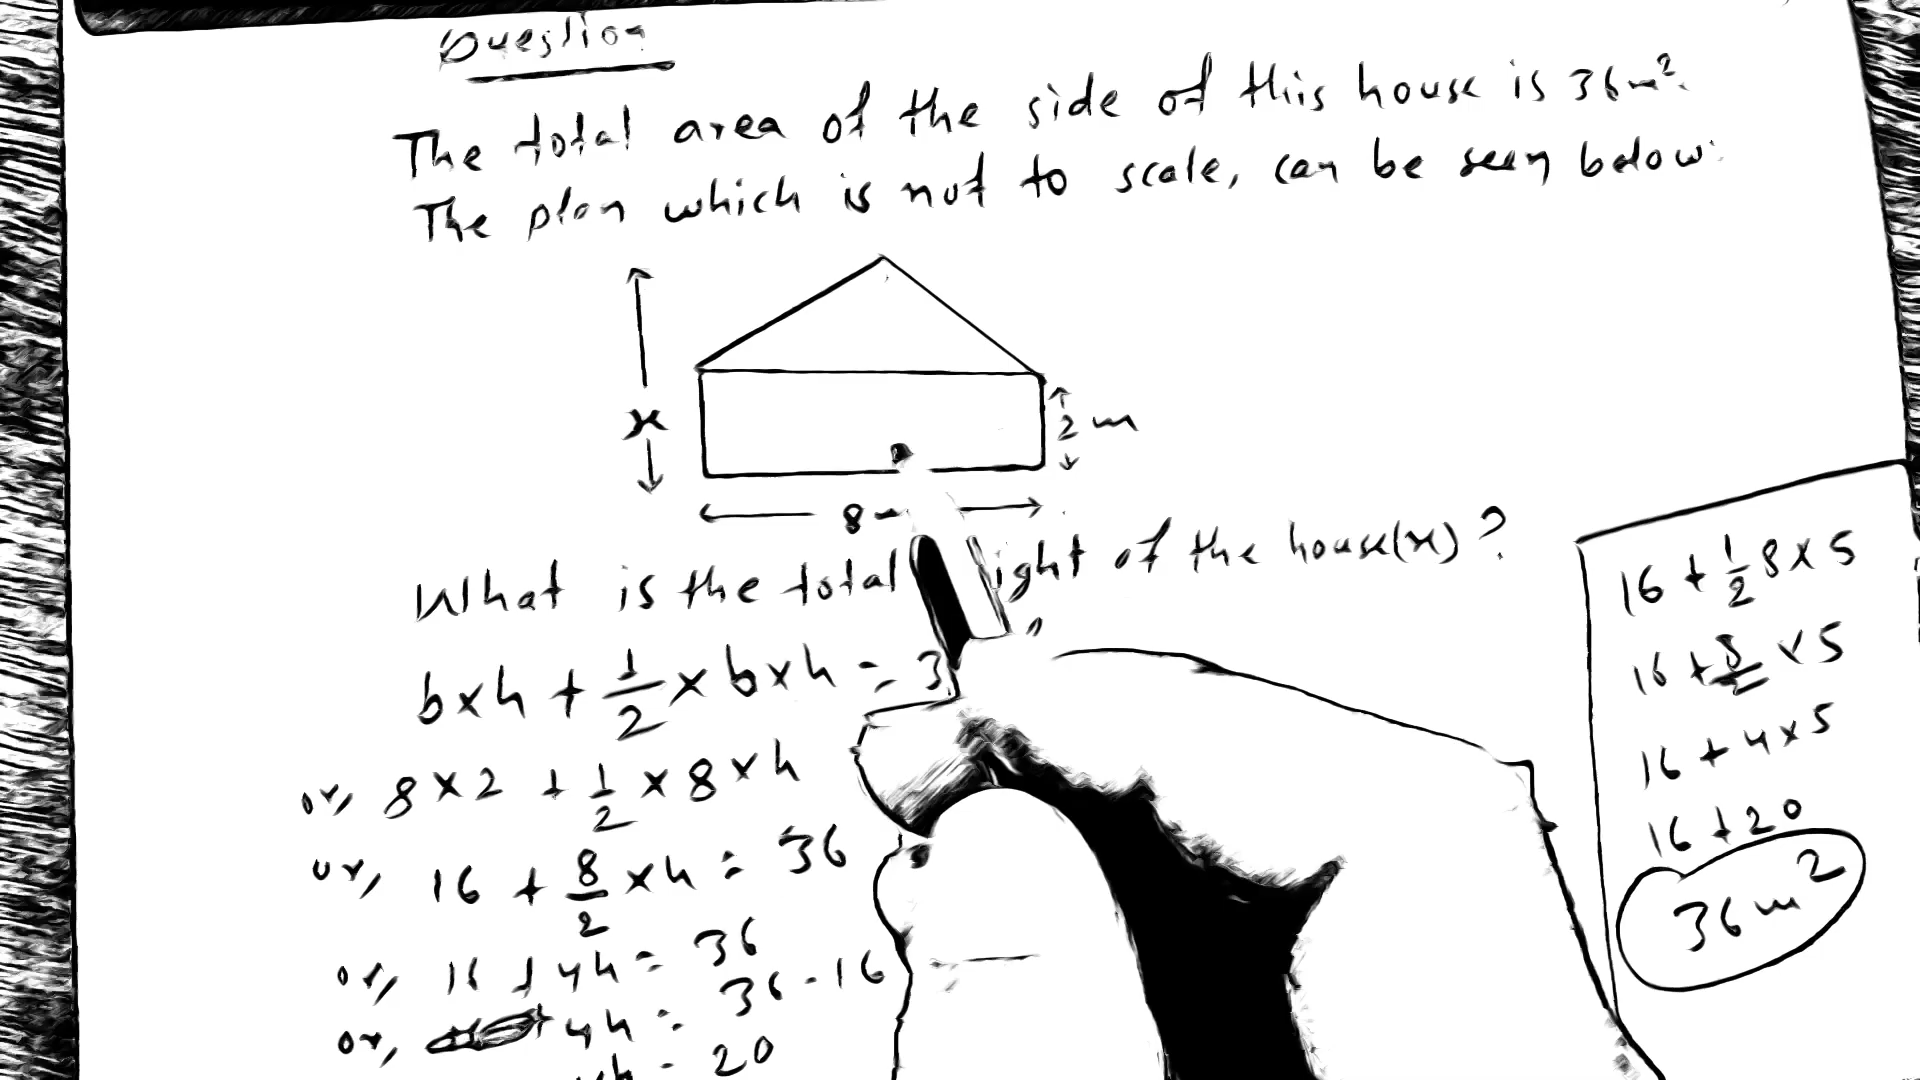 Question
The total area of the side of this house is 36m².
The plan which is not to scale, can be seen below:
x
2 m
8
What is the total ight of the house(x)?
b×h + 1/2 × b×h = 3
or, 8×2 + 1/2 × 8×h
or, 16 + 8/2 ×h = 36
or, 16 + 4h = 36
or, 4h = 36-16
4h = 20
16 + 1/2 8×5
16 + 8/2 ×5
16 + 4×5
16 + 20
36m²